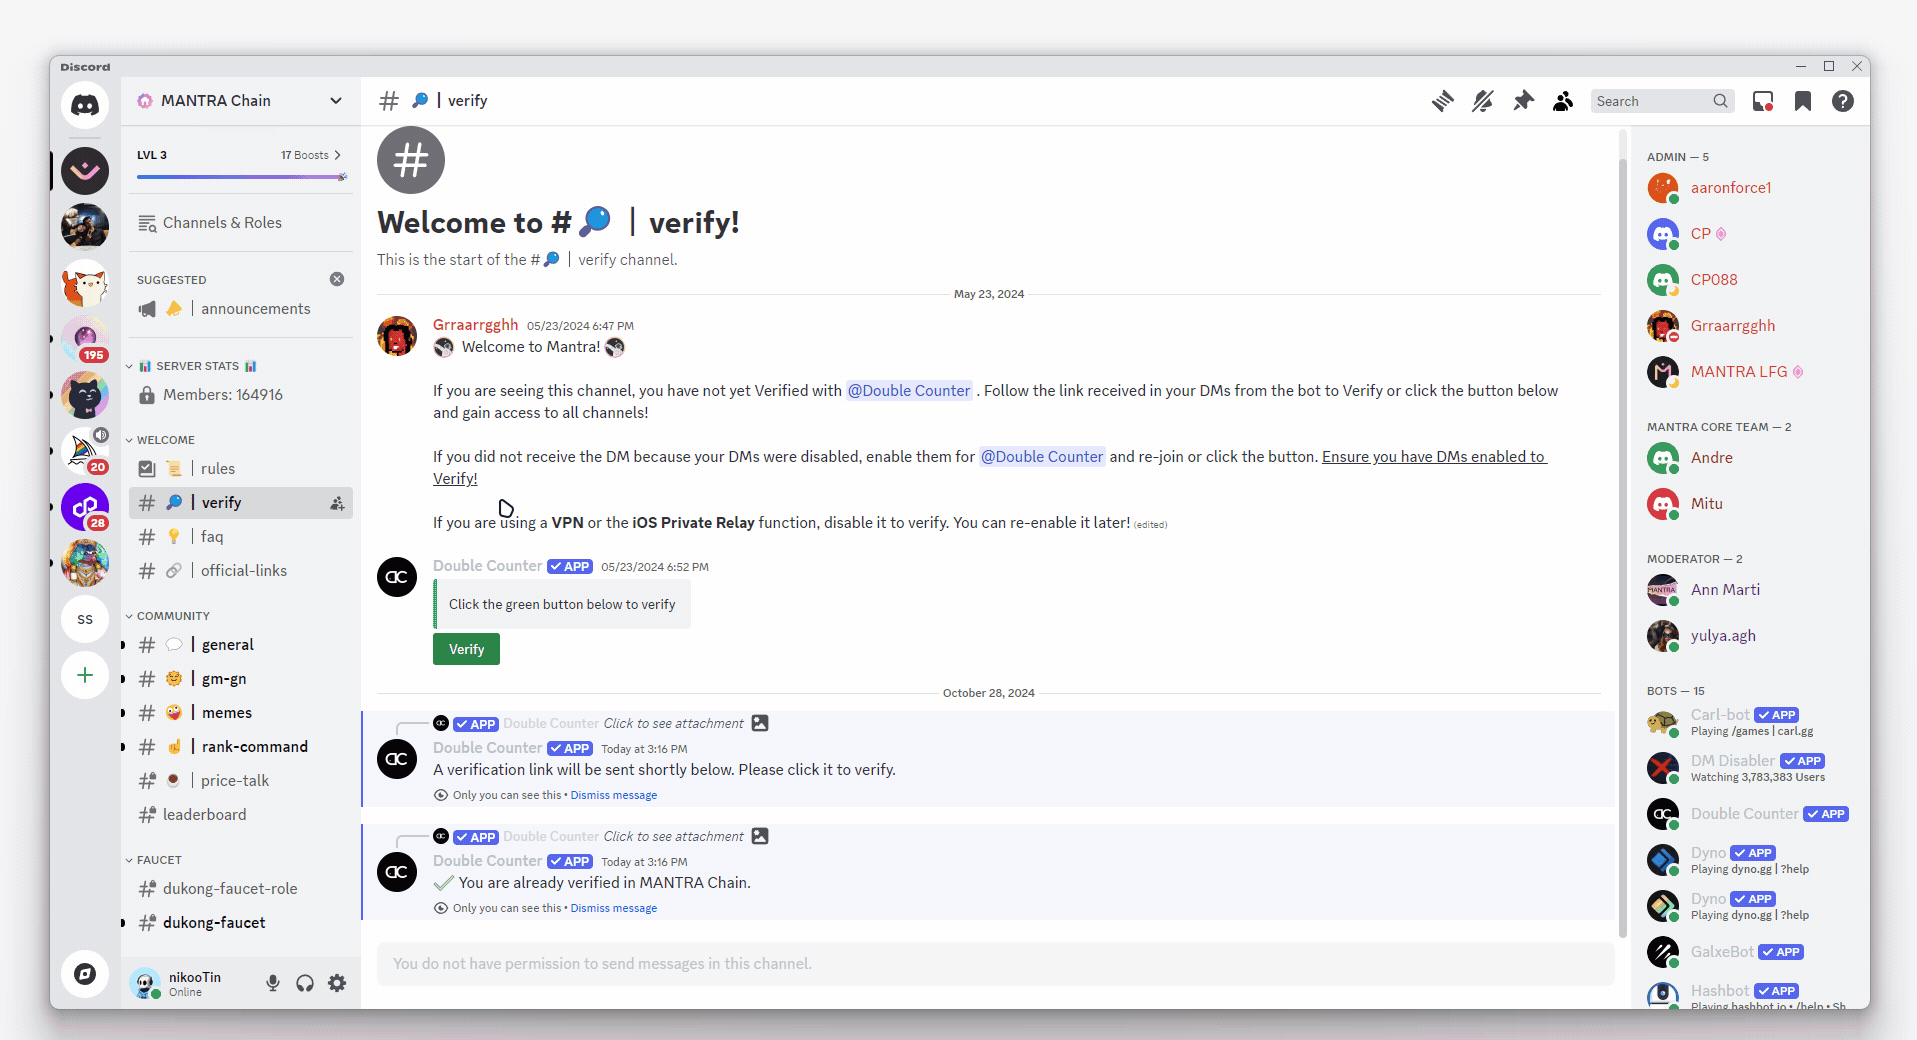 Discord
MANTRA Chain
LVL 3
17 Boosts
Channels & Roles
SUGGESTED
announcements
SERVER STATS
Members: 164916
WELCOME
rules
verify
faq
official-links
COMMUNITY
general
gm-gn
memes
rank-command
price-talk
leaderboard
FAUCET
dukong-faucet-role
dukong-faucet
nikooTin
Online
195
20
28
SS
# | verify
Search
Welcome to # | verify!
This is the start of the # | verify channel.
May 23, 2024
Grraarrgghh 05/23/2024 6:47 PM
Welcome to Mantra!
If you are seeing this channel, you have not yet Verified with @Double Counter . Follow the link received in your DMs from the bot to Verify or click the button below
and gain access to all channels!
If you did not receive the DM because your DMs were disabled, enable them for @Double Counter and re-join or click the button. Ensure you have DMs enabled to
Verify!
If you are using a VPN or the iOS Private Relay function, disable it to verify. You can re-enable it later! (edited)
Double Counter APP 05/23/2024 6:52 PM
Click the green button below to verify
Verify
October 28, 2024
APP Double Counter Click to see attachment
Double Counter APP Today at 3:16 PM
A verification link will be sent shortly below. Please click it to verify.
Only you can see this • Dismiss message
APP Double Counter Click to see attachment
Double Counter APP Today at 3:16 PM
You are already verified in MANTRA Chain.
Only you can see this • Dismiss message
You do not have permission to send messages in this channel.
ADMIN — 5
aaronforce1
CP
CP088
Grraarrgghh
MANTRA LFG
MANTRA CORE TEAM — 2
Andre
Mitu
MODERATOR — 2
MANTRA
Ann Marti
yulya.agh
BOTS — 15
Carl-bot APP
Playing /games | carl.gg
DM Disabler APP
Watching 3,783,383 Users
Double Counter APP
Dyno APP
Playing dyno.gg | ?help
Dyno APP
Playing dyno.gg | ?help
GalxeBot APP
Hashbot APP
Playing hashbot.io • /help • Sh